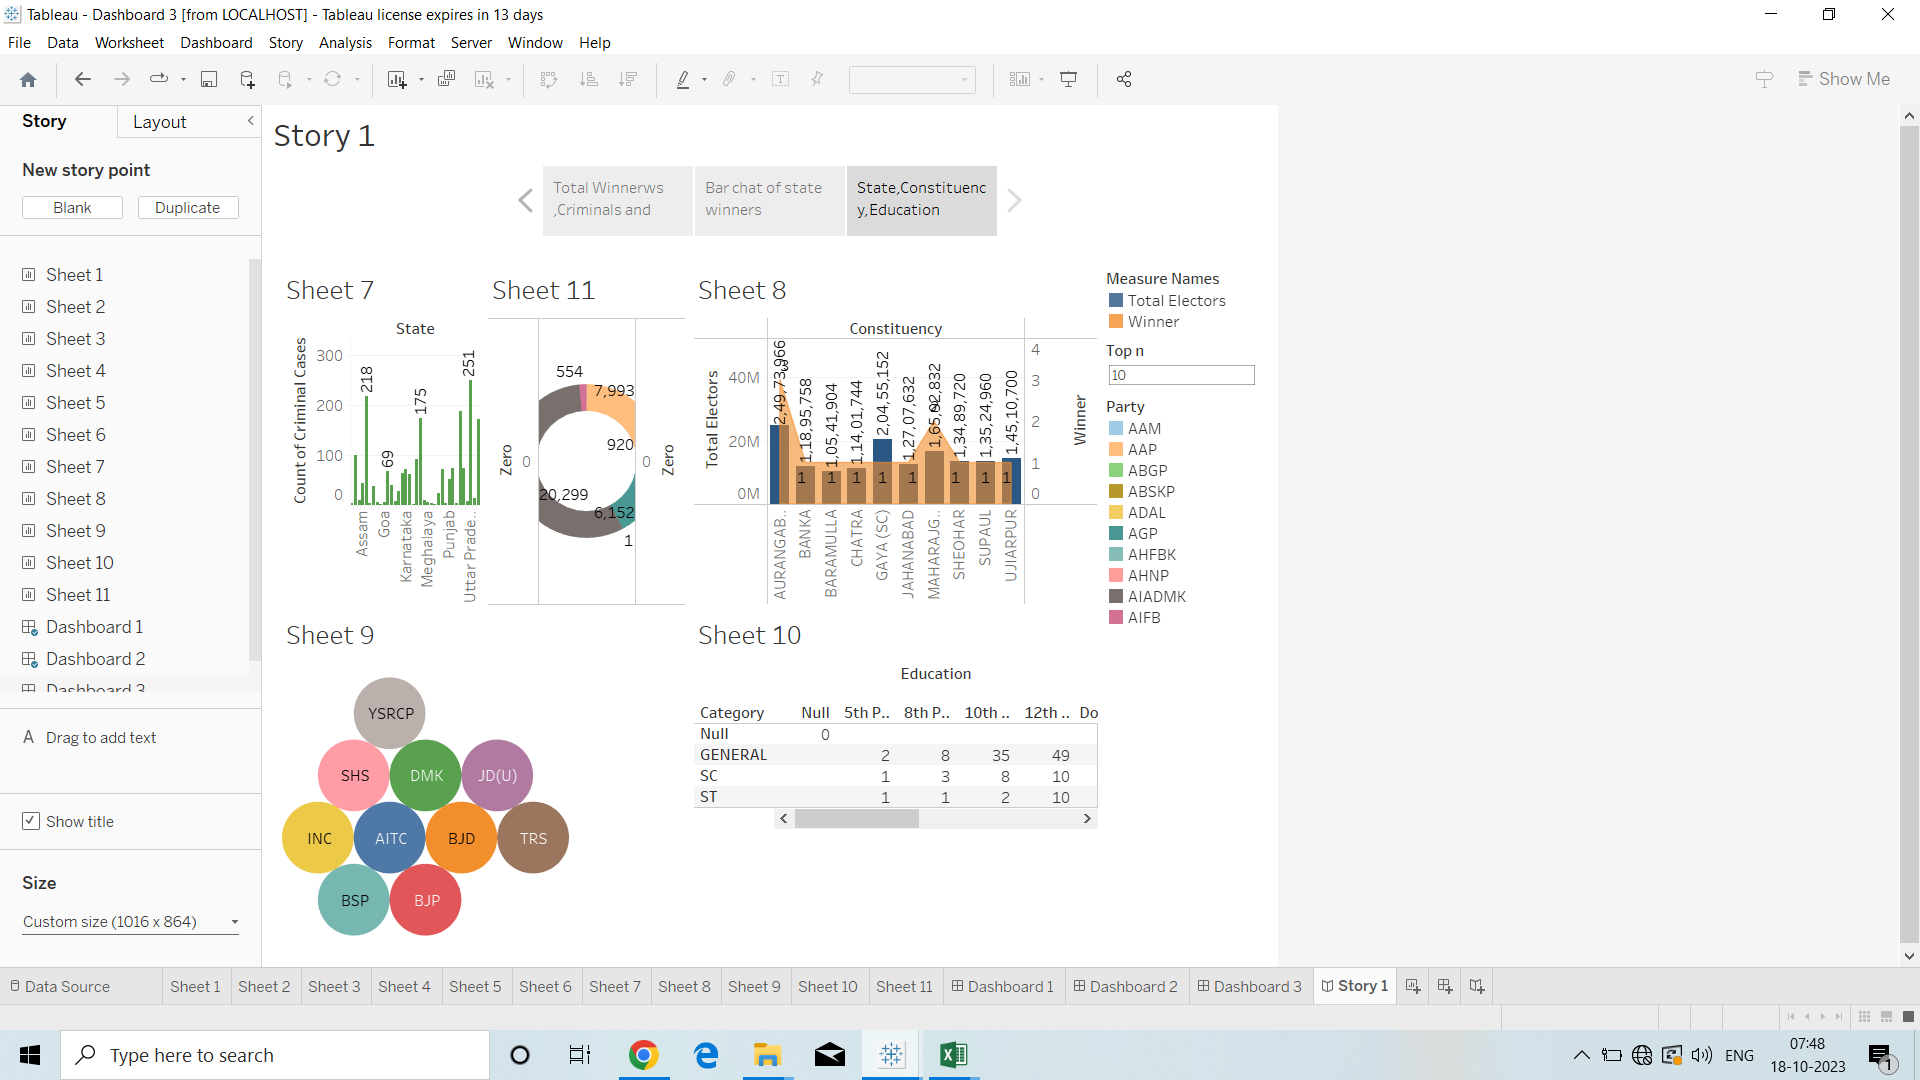 Tableau - Dashboard 3 [from LOCALHOST] - Tableau license expires in 13 days
File Data Worksheet Dashboard Story Analysis Format Server Window Help
Show Me
Story Layout
New story point
Blank Duplicate
Sheet 1
Sheet 2
Sheet 3
Sheet 4
Sheet 5
Sheet 6
Sheet 7
Sheet 8
Sheet 9
Sheet 10
Sheet 11
Dashboard 1
Dashboard 2
Dashboard 3
A Drag to add text
Show title
Size
Custom size (1016 x 864)
Story 1
Total Winnerws
,Criminals and
Bar chat of state
winners
State,Constituenc
y,Education
Sheet 7
State
Count of Criminal Cases
300
200
100
0
218
69
175
251
Assam
Goa
Karnataka
Meghalaya
Punjab
Uttar Prade..
Sheet 11
Zero
0
554
7,993
920
20,299
6,152
1
0
Zero
Sheet 8
Constituency
Total Electors
40M
20M
0M
2,49,73,966
1,18,95,758
1,05,41,904
1,14,01,744
2,04,55,152
1,27,07,632
1,65,02,832
1,34,89,720
1,35,24,960
1,45,10,700
1 1 1 1 1 1 1 1
4
3
2
1
0
Winner
AURANGAB..
BANKA
BARAMULLA
CHATRA
GAYA (SC)
JAHANABAD
MAHARAJG..
SHEOHAR
SUPAUL
UJIARPUR
Measure Names
Total Electors
Winner
Top n
10
Party
AAM
AAP
ABGP
ABSKP
ADAL
AGP
AHFBK
AHNP
AIADMK
AIFB
Sheet 9
YSRCP
SHS DMK JD(U)
INC AITC BJD TRS
BSP BJP
Sheet 10
Education
Category Null 5th P.. 8th P.. 10th .. 12th .. Do
Null 0
GENERAL 2 8 35 49
SC 1 3 8 10
ST 1 1 2 10
Data Source Sheet 1 Sheet 2 Sheet 3 Sheet 4 Sheet 5 Sheet 6 Sheet 7 Sheet 8 Sheet 9 Sheet 10 Sheet 11 Dashboard 1 Dashboard 2 Dashboard 3 Story 1
Type here to search
ENG
07:48
18-10-2023
1